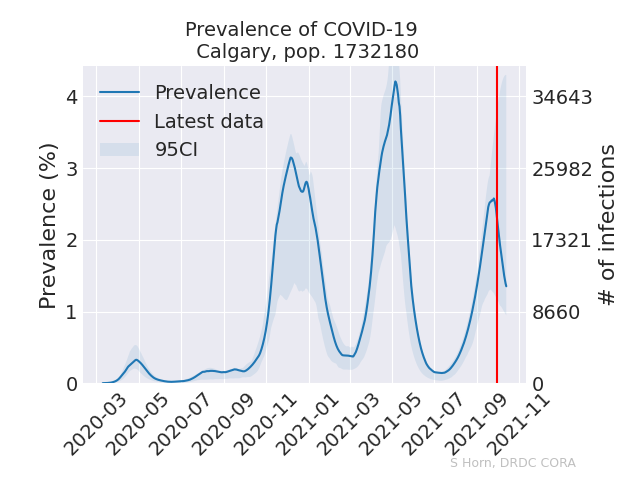 Prevalence of COVID-19
Calgary, pop. 1732180
Prevalence
Latest data
95CI
Prevalence (%)
4
3
2
1
0
34643
25982
17321
8660
0
# of infections
2020-03
2020-05
2020-07
2020-09
2020-11
2021-01
2021-03
2021-05
2021-07
2021-09
2021-11
S Horn, DRDC CORA